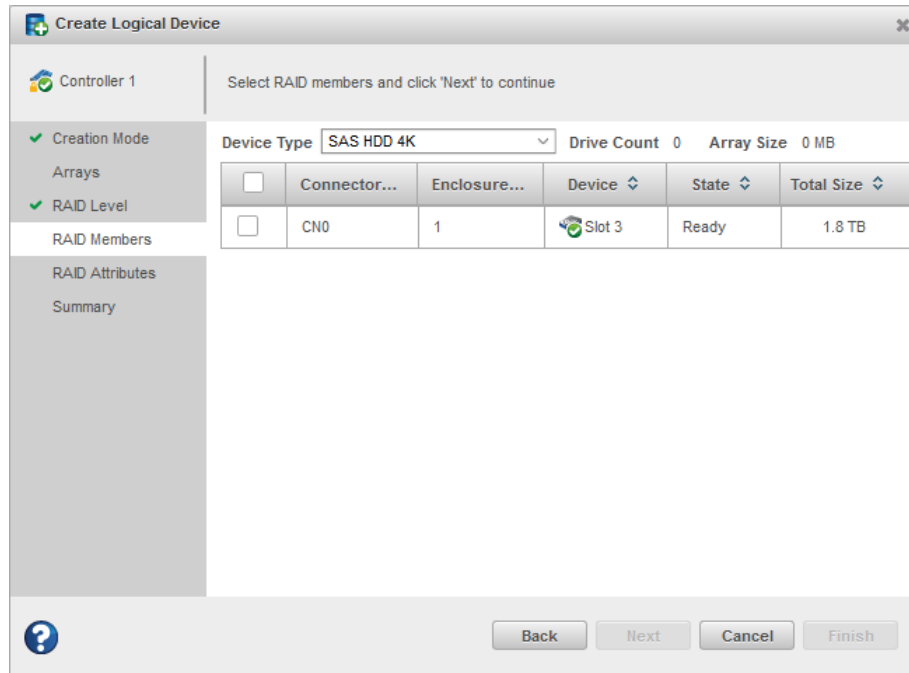 Create Logical Device
Controller 1
Select RAID members and click 'Next' to continue
Creation Mode
Arrays
RAID Level
RAID Members
RAID Attributes
Summary
Device Type SAS HDD 4K Drive Count 0 Array Size 0 MB
Connector... Enclosure... Device State Total Size
CN0 1 Slot 3 Ready 1.8 TB
? Back Next Cancel Finish